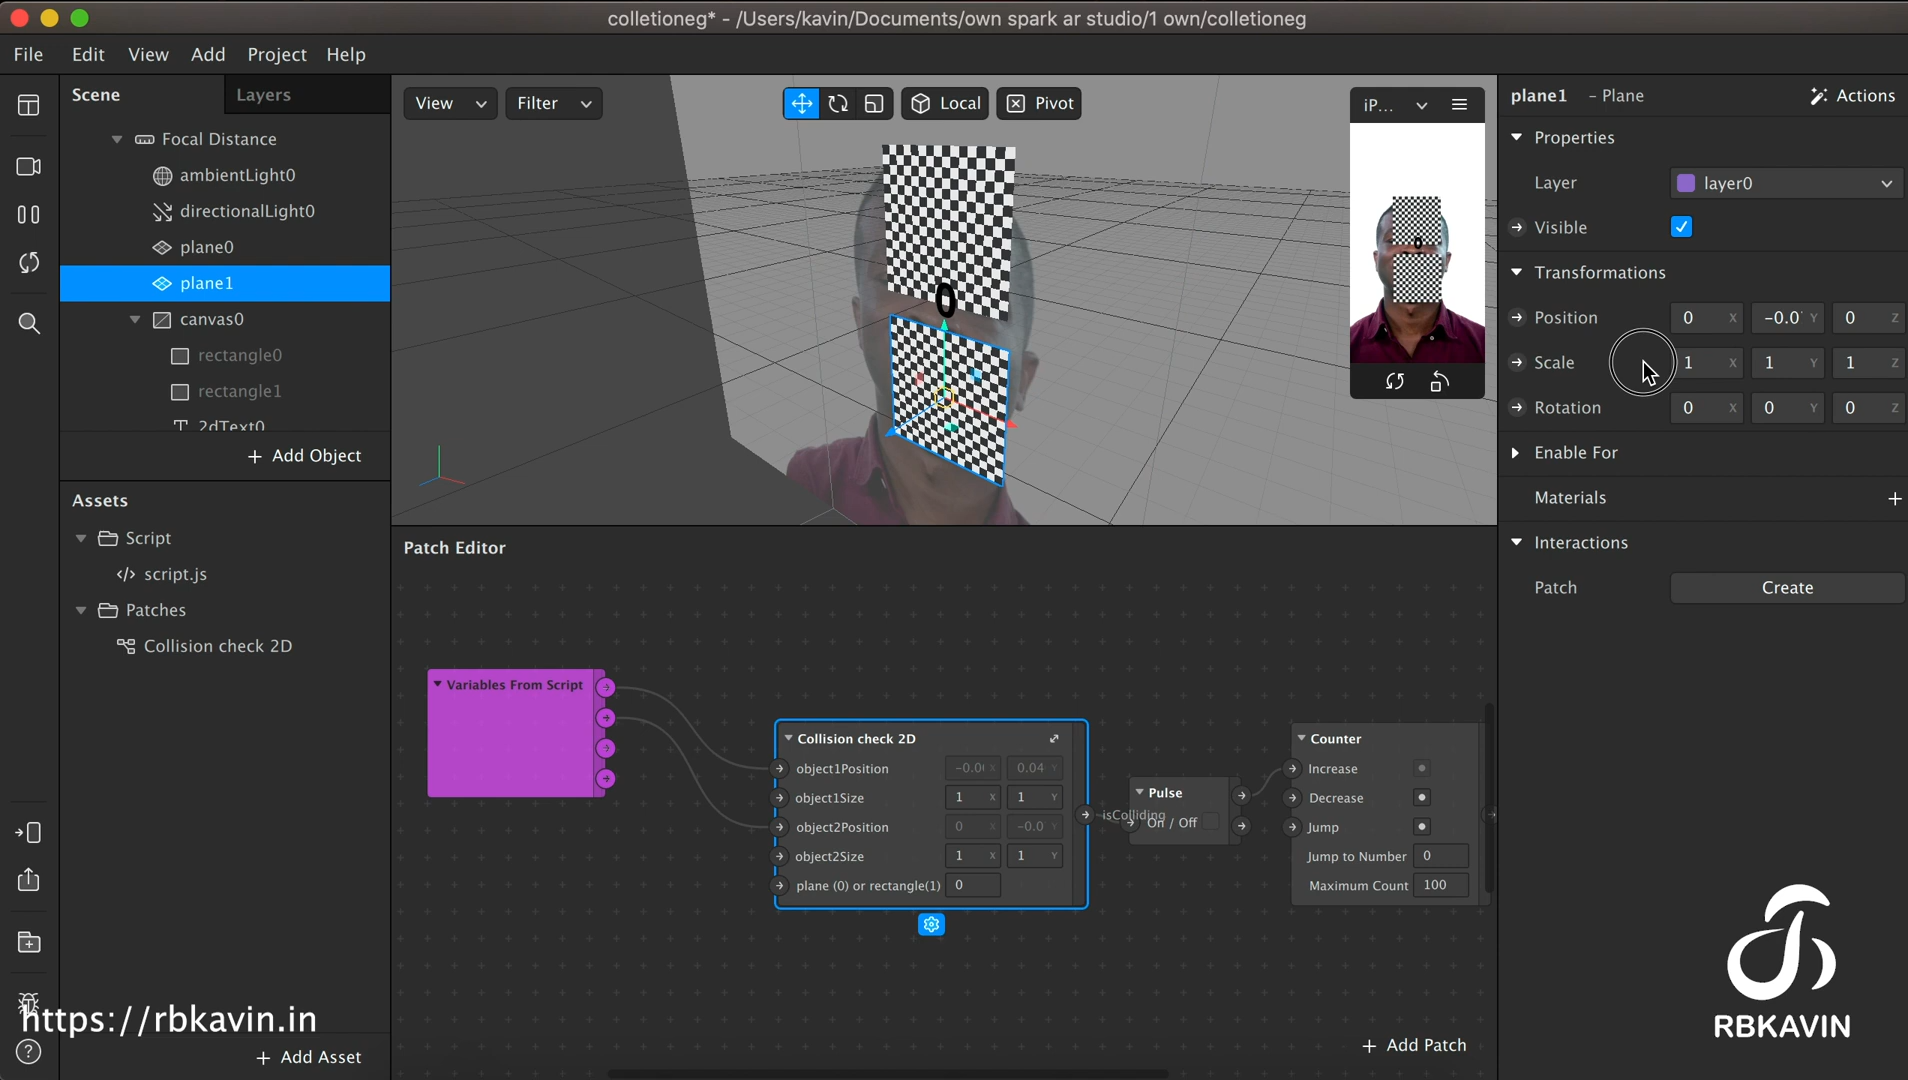 colletioneg* - /Users/kavin/Documents/own spark ar studio/1 own/colletioneg
File Edit View Add Project Help
Scene Layers
Focal Distance
ambientLight0
directionalLight0
plane0
plane1
canvas0
rectangle0
rectangle1
2dText0
+ Add Object
Assets
Script
</> script.js
Patches
Collision check 2D
+ Add Asset
https://rbkavin.in
View Filter Local Pivot
0
iP...
0
Patch Editor
Variables From Script
Collision check 2D
object1Position -0.0 X 0.04 Y
object1Size 1 X 1 Y
object2Position 0 X -0.0 Y
object2Size 1 X 1 Y
plane (0) or rectangle(1) 0
isColliding
Pulse
On / Off
Counter
Increase
Decrease
Jump
Jump to Number 0
Maximum Count 100
+ Add Patch
plane1 - Plane Actions
Properties
Layer layer0
Visible
Transformations
Position 0 X -0.0 Y 0 Z
Scale 1 X 1 Y 1 Z
Rotation 0 X 0 Y 0 Z
Enable For
Materials +
Interactions
Patch Create
RBKAVIN